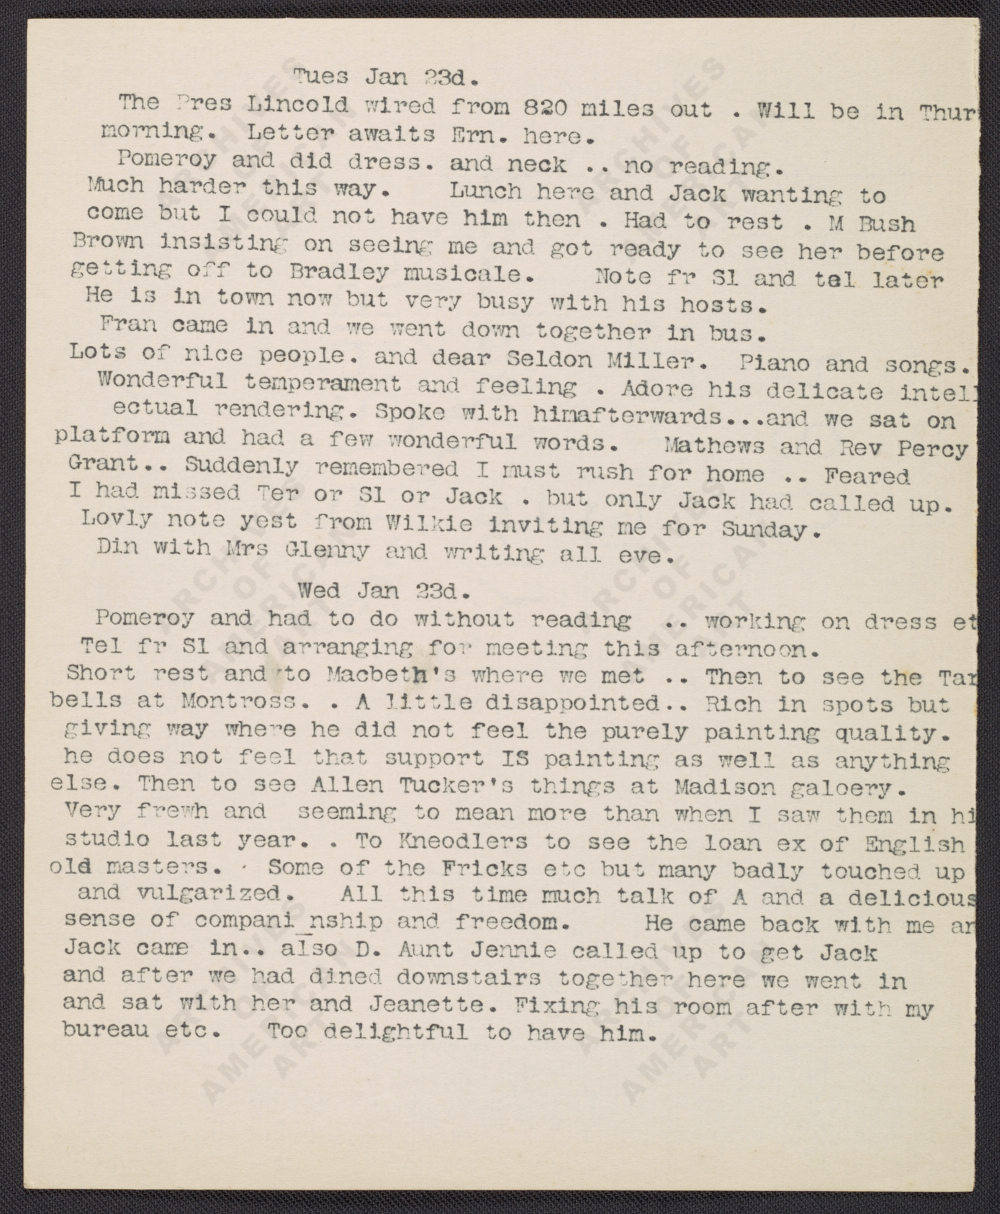 Tues Jan 23d.
The Pres Lincold wired from 820 miles out . Will be in Thur
morning. Letter awaits Ern. here.
Pomeroy and did dress. and neck .. no reading.
Much harder this way. Lunch here and Jack wanting to
come but I could not have him then . Had to rest . M Bush
Brown insisting on seeing me and got ready to see her before
getting off to Bradley musicale. Note fr Sl and tel later
He is in town now but very busy with his hosts.
Fran came in and we went down together in bus.
Lots of nice people. and dear Seldon Miller. Piano and songs.
Wonderful temperament and feeling . Adore his delicate intell
ectual rendering. Spoke with himafterwards...and we sat on
platform and had a few wonderful words. Mathews and Rev Percy
Grant.. Suddenly remembered I must rush for home .. Feared
I had missed Ter or Sl or Jack . but only Jack had called up.
Lovly note yest from Wilkie inviting me for Sunday.
Din with Mrs Glenny and writing all eve.
Wed Jan 23d.
Pomeroy and had to do without reading .. working on dress et
Tel fr Sl and arranging for meeting this afternoon.
Short rest and to Macbeth's where we met .. Then to see the Tar
bells at Montross. . A little disappointed.. Rich in spots but
giving way where he did not feel the purely painting quality.
he does not feel that support IS painting as well as anything
else. Then to see Allen Tucker's things at Madison galoery.
Very frewh and seeming to mean more than when I saw them in hi
studio last year. . To Kneodlers to see the loan ex of English
old masters. . Some of the Fricks etc but many badly touched up
and vulgarized. All this time much talk of A and a delicious
sense of compani_nship and freedom. He came back with me an
Jack came in.. also D. Aunt Jennie called up to get Jack
and after we had dined downstairs together here we went in
and sat with her and Jeanette. Fixing his room after with my
bureau etc. Too delightful to have him.
ARCHIVES
OF
AMERICAN
ART